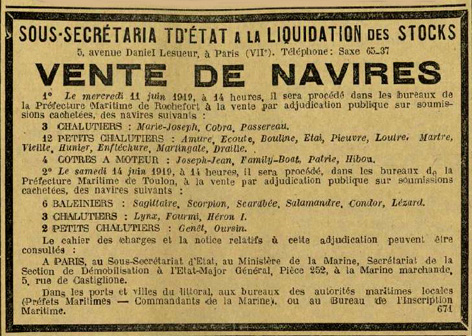 SOUS-SECRÉTARIA TD'ÉTAT A LA LIQUIDATION DES STOCKS
5, avenue Daniel Lesueur, à Paris (VIIe). Téléphone: Saxe 65-37
VENTE DE NAVIRES
1° Le mercredi 11 juin 1919, à 14 heures, il sera procédé dans les bureaux de
la Préfecture Maritime de Rochefort à la vente par adjudication publique sur soumis-
sions cachetées, des navires suivants :
3 CHALUTIERS : Marie-Joseph, Cobra, Passereau.
12 PETITS CHALUTIERS : Amure, Ecoute, Bouline, Etai, Pieuvre, Loutre, Martre,
Vieille, Hunier, Enfléchure, Martingale, Draille.
4 COTRES A MOTEUR : Joseph-Jean, Family-Boat, Patrie, Hibou.
2° Le samedi 14 juin 1919, à 14 heures, il sera procédé, dans les bureaux de la
Préfecture Maritime de Toulon, à la vente par adjudication publique sur soumissions
cachetées, des navires suivants :
6 BALEINIERS : Sagittaire, Scorpion, Scarabée, Salamandre, Condor, Lézard.
3 CHALUTIERS : Lynx, Fourmi, Héron I.
2 PETITS CHALUTIERS : Genêt, Oursin.
Le cahier des charges et la notice relatifs à cette adjudication peuvent être
consultés :
A PARIS, au Sous-Secrétariat d'Etat, au Ministère de la Marine, Secrétariat de la
Section de Démobilisation à l'Etat-Major Général, Pièce 252, à la Marine marchande,
5, rue de Castiglione.
Dans les ports et villes du littoral, aux bureaux des autorités maritimes locales
(Préfets Maritimes — Commandants de la Marine), ou au Bureau de l'Inscription
Maritime. 671